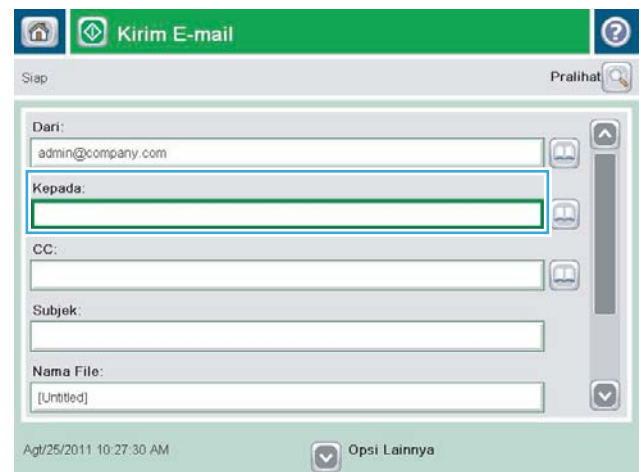 Kirim E-mail
Siap
Pralihat
Dari:
admin@company.com
Kepada:
CC:
Subjek:
Nama File:
[Untitled]
Agt/25/2011 10:27:30 AM
Opsi Lainnya